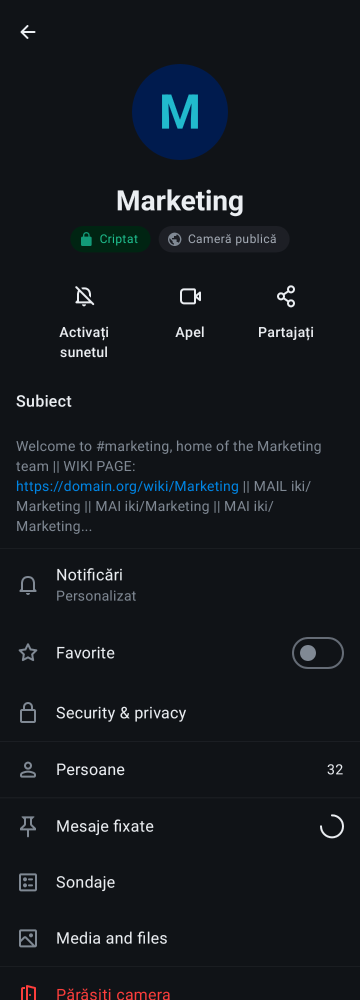 M
Marketing
Criptat
Cameră publică
Activați
sunetul
Apel
Partajați
Subiect
Welcome to #marketing, home of the Marketing
team || WIKI PAGE:
https://domain.org/wiki/Marketing || MAIL iki/
Marketing || MAI iki/Marketing || MAI iki/
Marketing...
Notificări
Personalizat
Favorite
Security & privacy
Persoane
32
Mesaje fixate
Sondaje
Media and files
Părăsiți camera